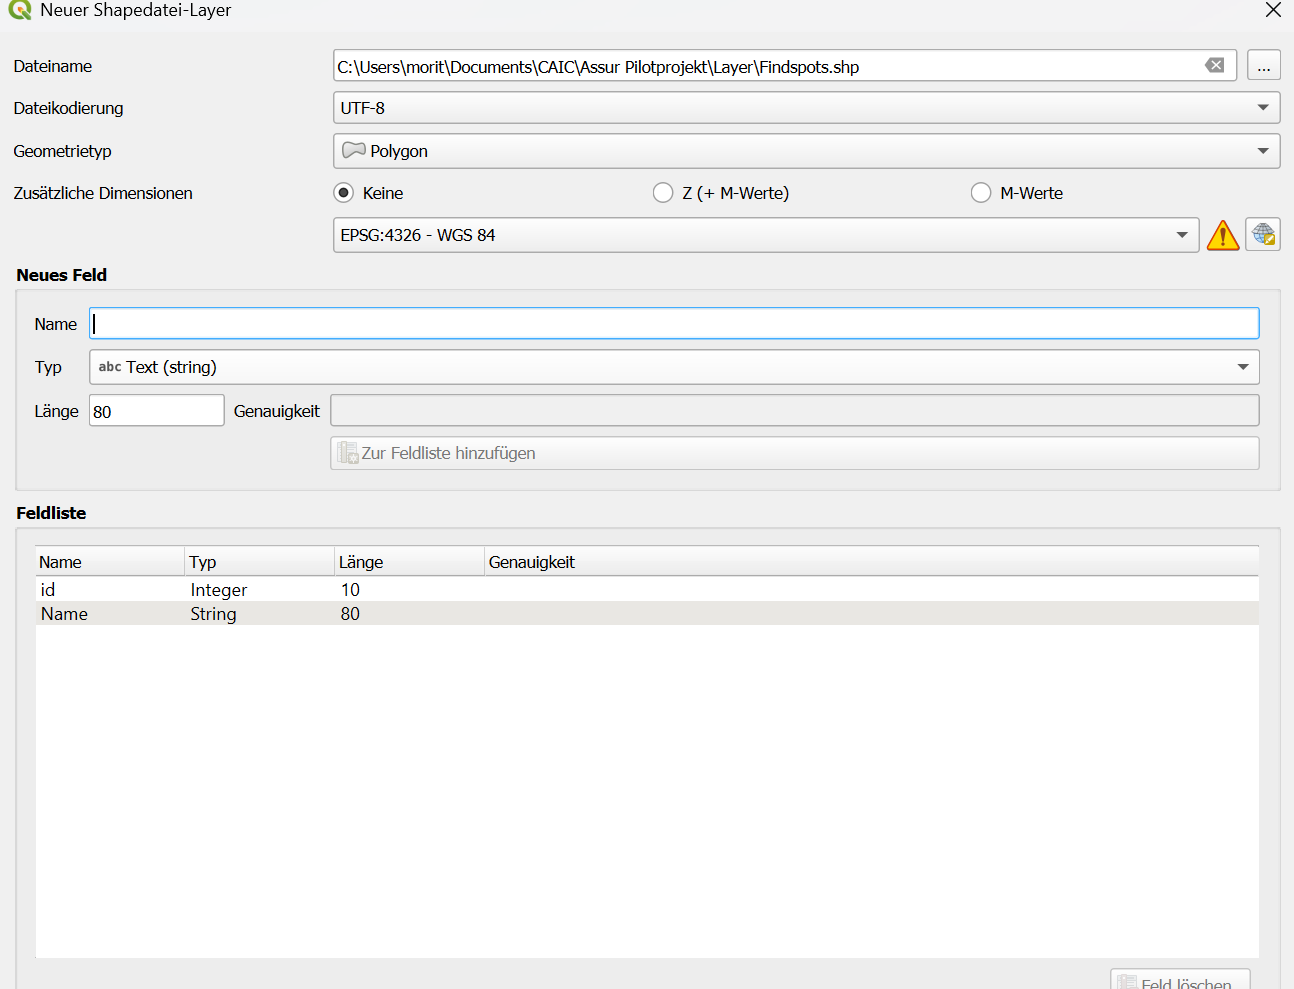 Neuer Shapedatei-Layer
Dateiname C:\Users\morit\Documents\CAIC\Assur Pilotprojekt\Layer\Findspots.shp ...
Dateikodierung UTF-8
Geometrietyp Polygon
Zusätzliche Dimensionen Keine Z (+ M-Werte) M-Werte
EPSG:4326 - WGS 84
Neues Feld
Name
Typ abc Text (string)
Länge 80 Genauigkeit
Zur Feldliste hinzufügen
Feldliste
Name Typ Länge Genauigkeit
id Integer 10
Name String 80
Feld löschen